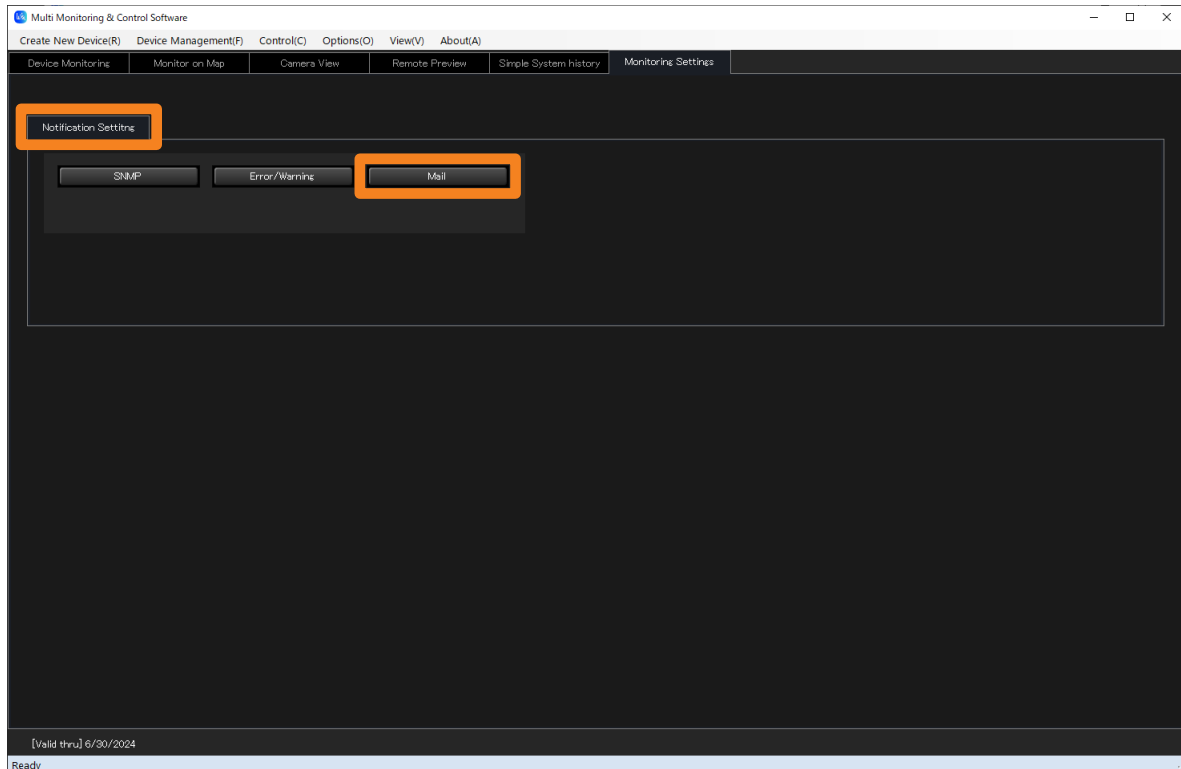 Multi Monitoring & Control Software
Create New Device(R) Device Management(F) Control(C) Options(O) View(V) About(A)
Device Monitoring Monitor on Map Camera View Remote Preview Simple System history Monitoring Settings
Notification Settitng
SNMP Error/Warning Mail
[Valid thru] 6/30/2024
Ready